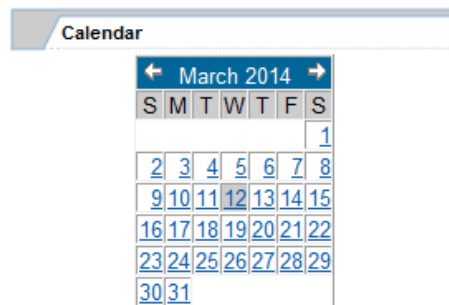 Calendar
March 2014
S M T W T F S
1
2 3 4 5 6 7 8
9 10 11 12 13 14 15
16 17 18 19 20 21 22
23 24 25 26 27 28 29
30 31